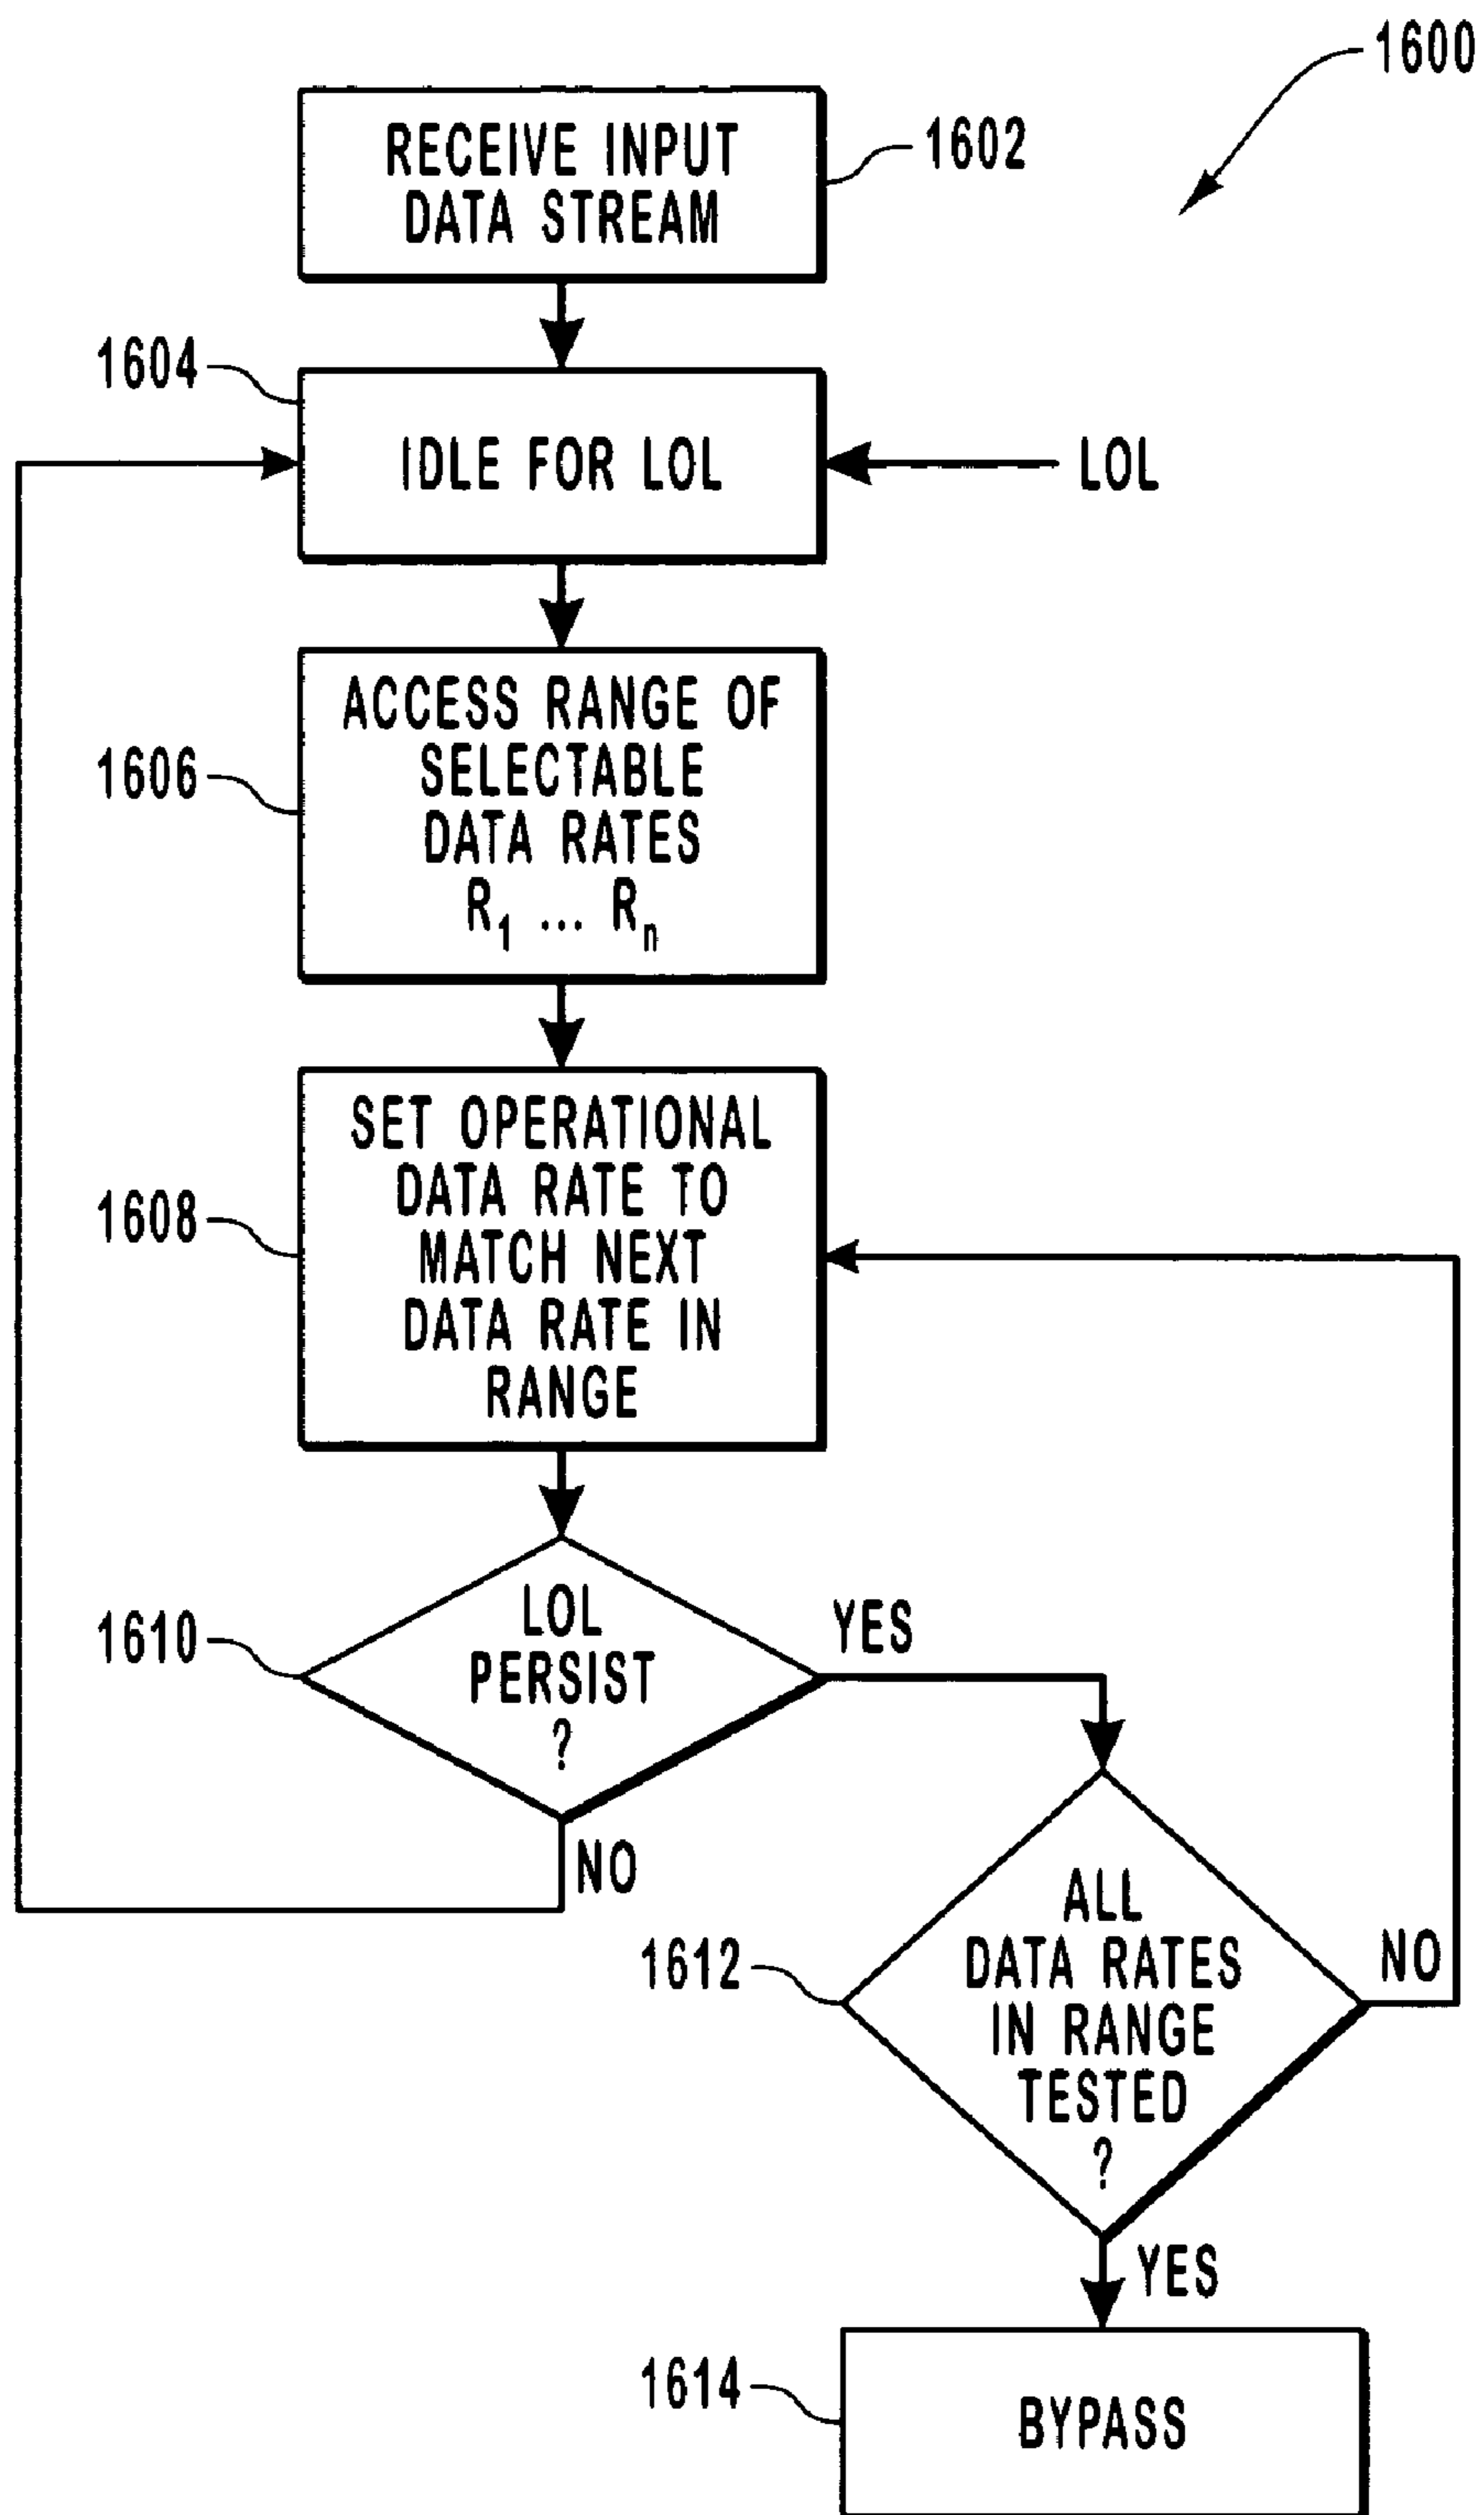 1600
RECEIVE INPUT
DATA STREAM
1602
1604
IDLE FOR LOL
LOL
ACCESS RANGE OF
SELECTABLE
DATA RATES
R1 ... Rn
1606
SET OPERATIONAL
DATA RATE TO
MATCH NEXT
DATA RATE IN
RANGE
1608
1610
LOL
PERSIST
?
YES
NO
1612
ALL
DATA RATES
IN RANGE
TESTED
?
NO
YES
1614
BYPASS